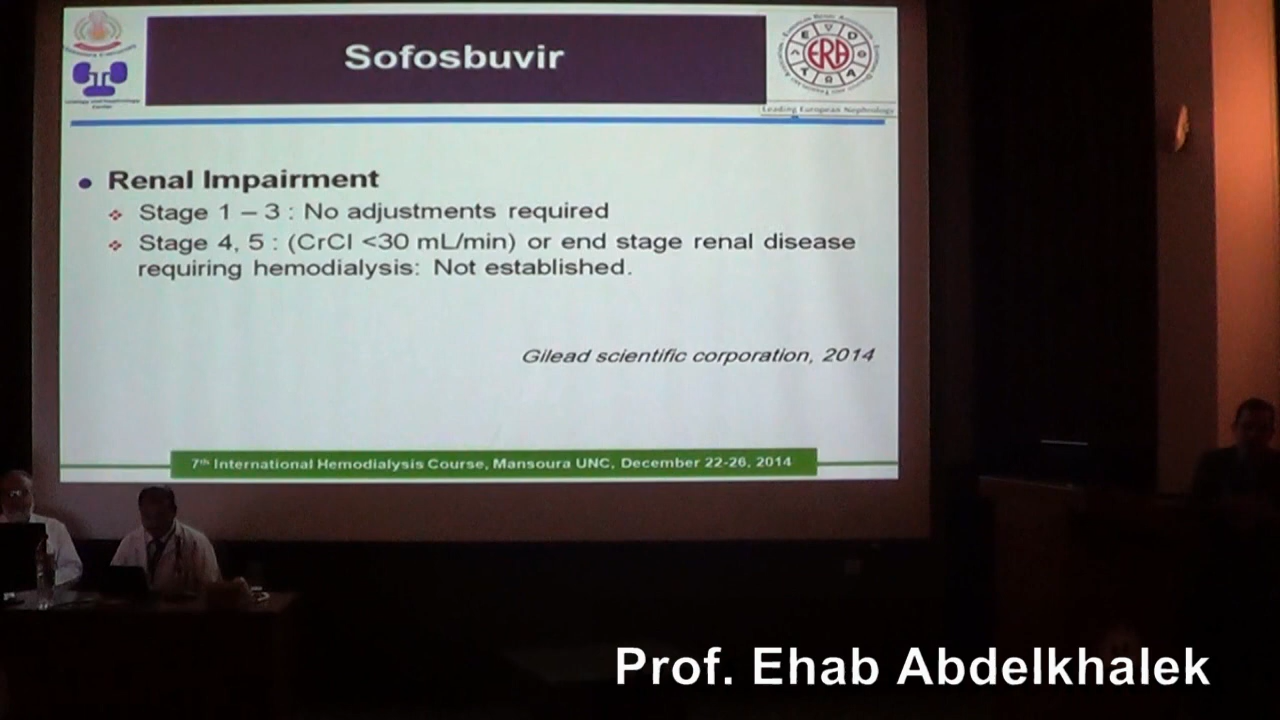 Sofosbuvir
ERA
Leading European Nephrology
Renal Impairment
Stage 1 – 3 : No adjustments required
Stage 4, 5 : (CrCl <30 mL/min) or end stage renal disease
requiring hemodialysis: Not established.
Gilead scientific corporation, 2014
7th International Hemodialysis Course, Mansoura UNC, December 22-26, 2014
Prof. Ehab Abdelkhalek